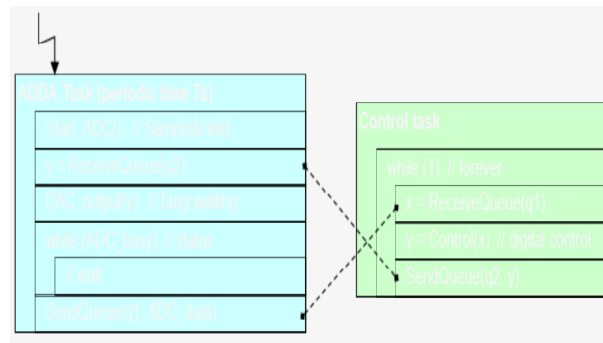 ADDA Task (periodic time Ts)
Start_ADC() // Sample&Hold
y = ReceiveQueue(q2)
DAC_output(y) // busy waiting
while (ADC_busy) // status
// wait
SendQueue(q1, ADC_data)
Control task
while (1) // forever
x = ReceiveQueue(q1)
y = Control(x) // digital control
SendQueue(q2, y)